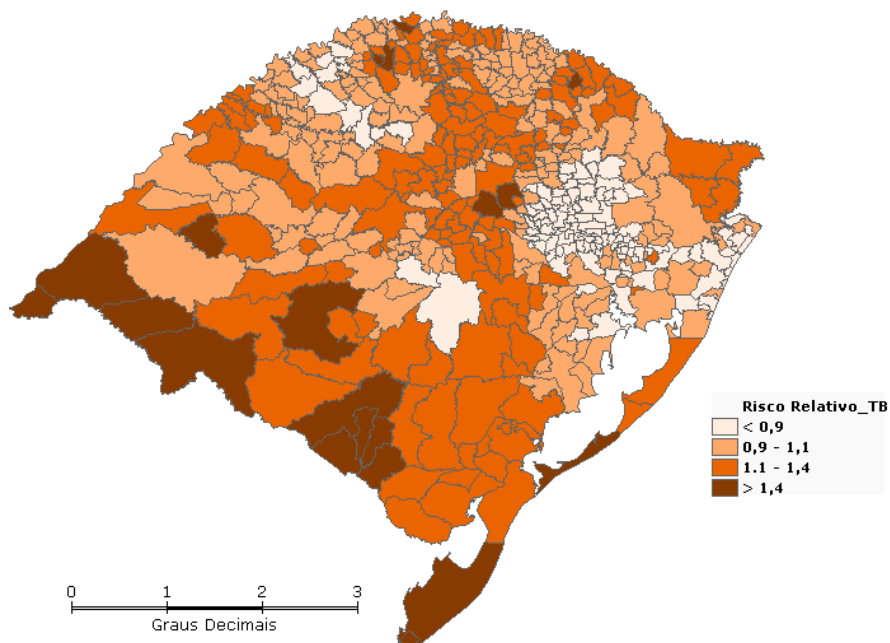 Risco Relativo_TB
< 0,9
0,9 - 1,1
1.1 - 1,4
> 1,4
0 1 2 3
Graus Decimais